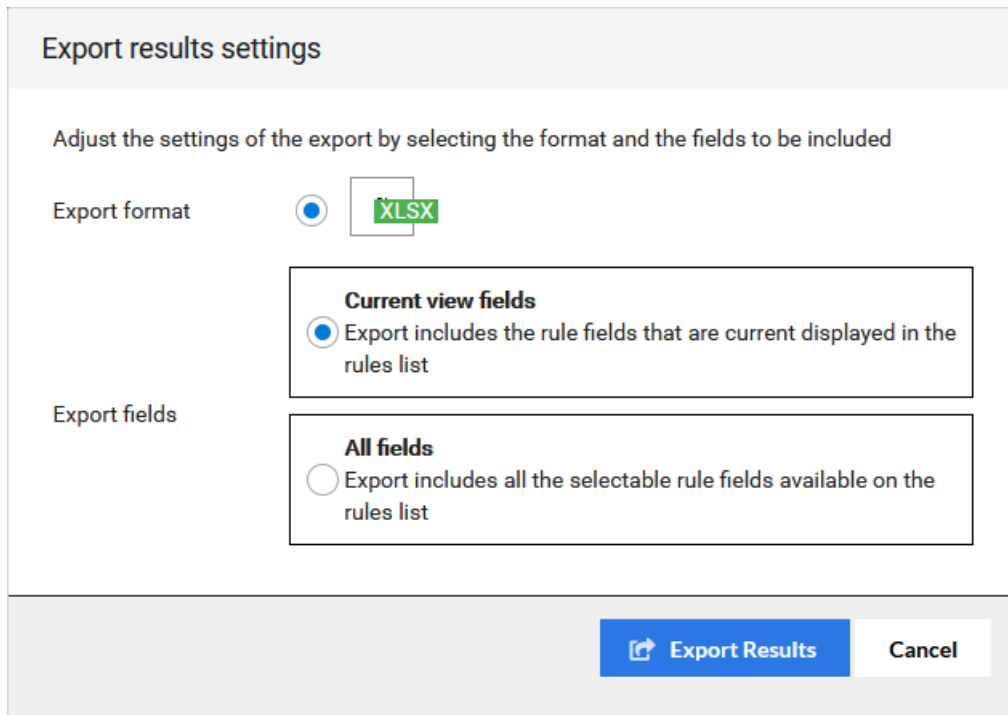 Export results settings
Adjust the settings of the export by selecting the format and the fields to be included
Export format
XLSX
Current view fields
Export includes the rule fields that are current displayed in the
rules list
Export fields
All fields
Export includes all the selectable rule fields available on the
rules list
Export Results
Cancel